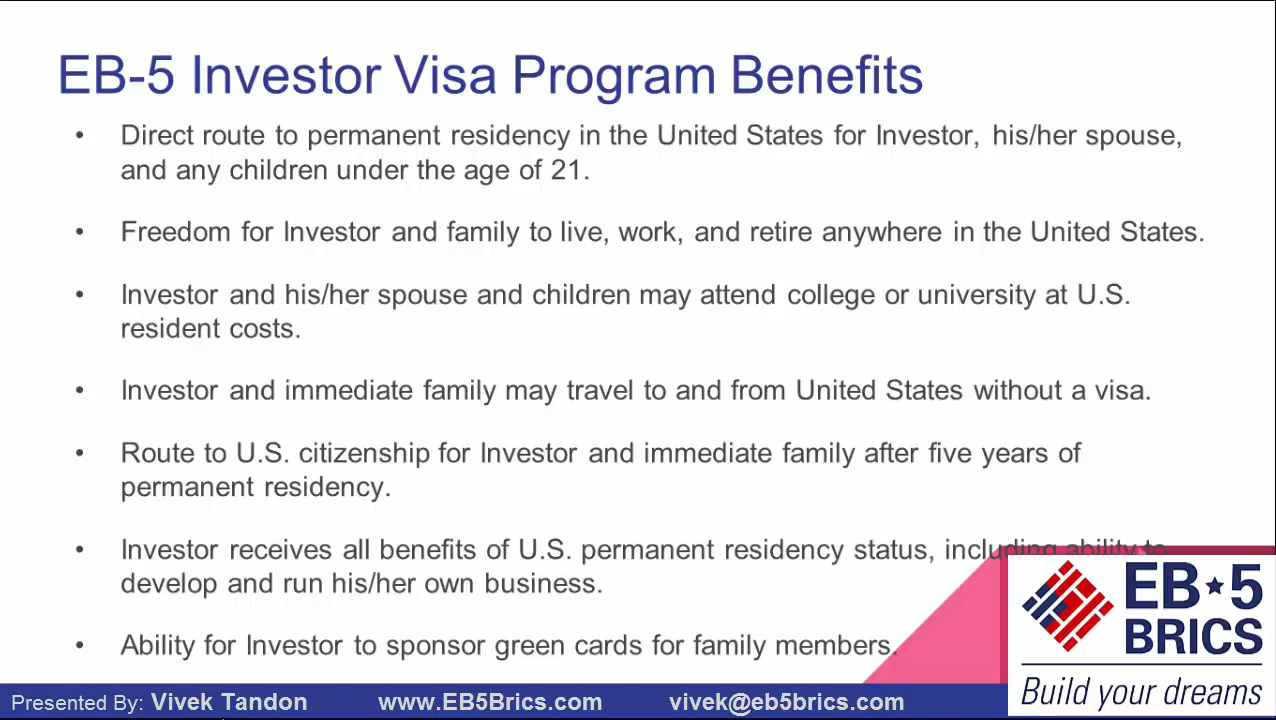 EB-5 Investor Visa Program Benefits
• Direct route to permanent residency in the United States for Investor, his/her spouse,
and any children under the age of 21.
• Freedom for Investor and family to live, work, and retire anywhere in the United States.
• Investor and his/her spouse and children may attend college or university at U.S.
resident costs.
• Investor and immediate family may travel to and from United States without a visa.
• Route to U.S. citizenship for Investor and immediate family after five years of
permanent residency.
• Investor receives all benefits of U.S. permanent residency status, including ability to
develop and run his/her own business.
• Ability for Investor to sponsor green cards for family members.
EB★5
BRICS
Build your dreams
Presented By: Vivek Tandon www.EB5Brics.com vivek@eb5brics.com